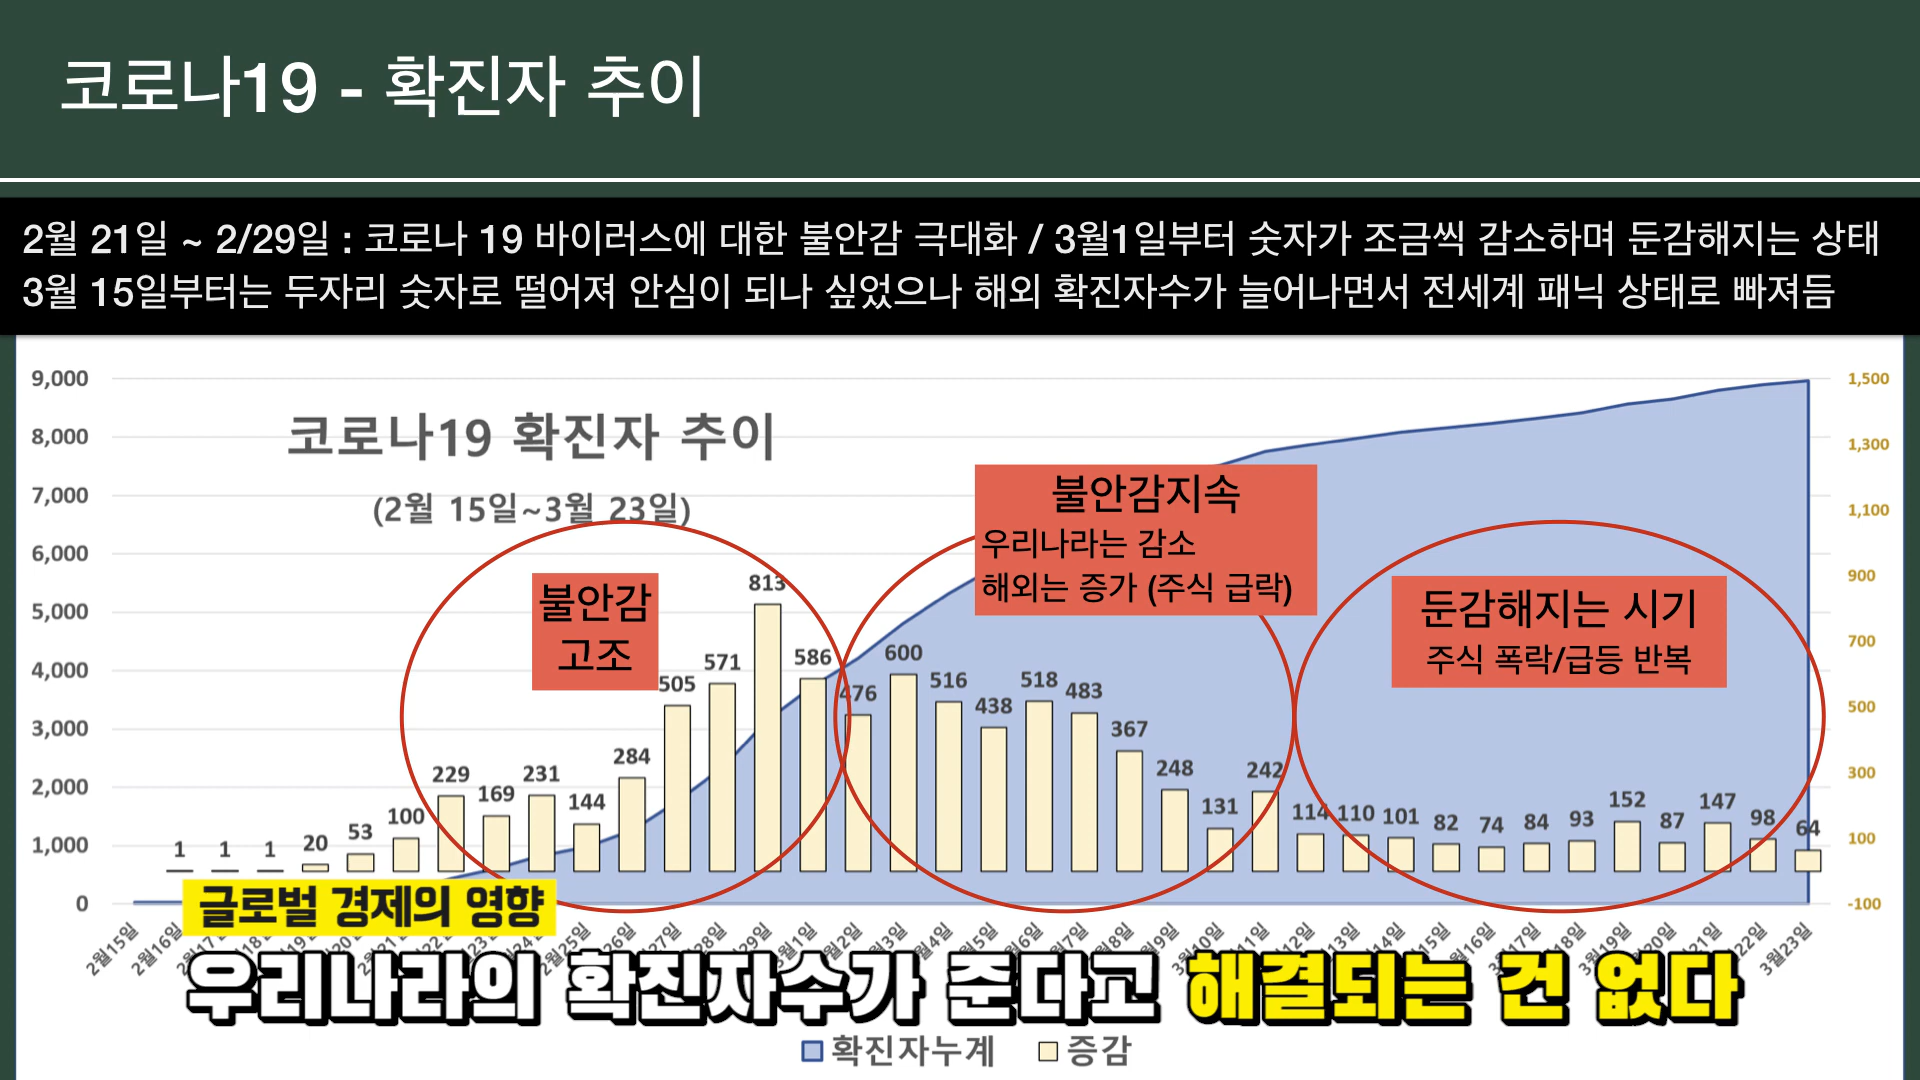 코로나19 - 확진자 추이
2월 21일 ~ 2/29일 : 코로나 19 바이러스에 대한 불안감 극대화 / 3월1일부터 숫자가 조금씩 감소하며 둔감해지는 상태
3월 15일부터는 두자리 숫자로 떨어져 안심이 되나 싶었으나 해외 확진자수가 늘어나면서 전세계 패닉 상태로 빠져듬
코로나19 확진자 추이
(2월 15일~3월 23일)
9,000
8,000
7,000
6,000
5,000
4,000
3,000
2,000
1,000
0
1,500
1,300
1,100
900
700
500
300
100
-100
불안감
고조
불안감지속
우리나라는 감소
해외는 증가 (주식 급락)
둔감해지는 시기
주식 폭락/급등 반복
1 1 1 20 53 100 229 169 231 144 284 505 571 813 586 476 600 516 438 518 483 367 248 131 242 114 110 101 82 74 84 93 152 87 147 98 64
2월15일 2월16일 3월23일
글로벌 경제의 영향
우리나라의 확진자수가 준다고 해결되는 건 없다
확진자누계 증감